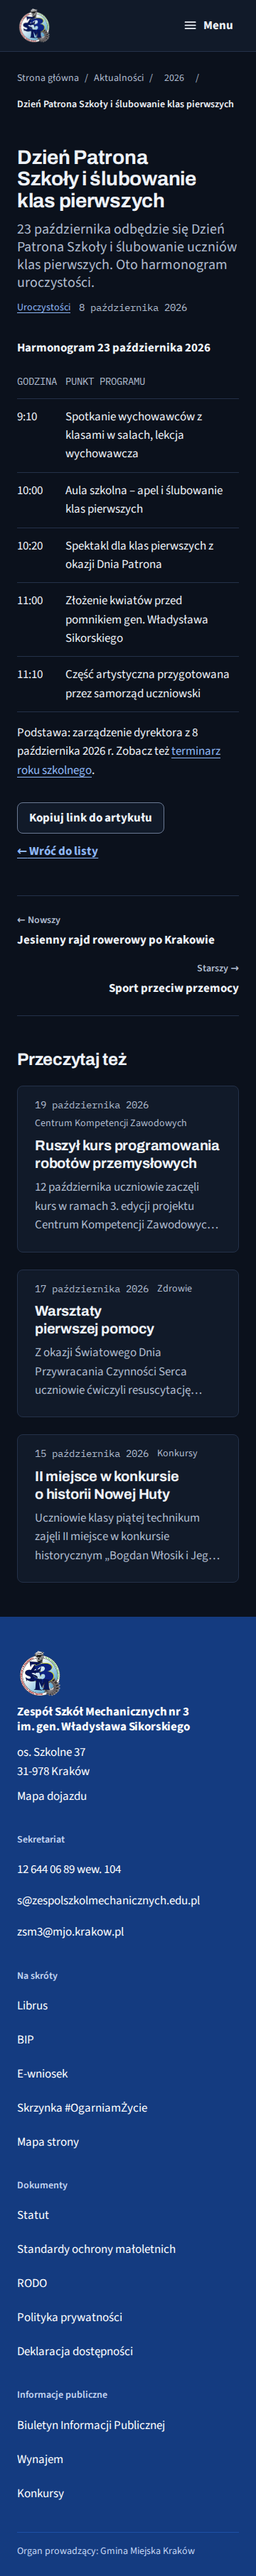 Menu
Strona główna / Aktualności / 2026 /
Dzień Patrona Szkoły i ślubowanie klas pierwszych
Dzień Patrona
Szkoły i ślubowanie
klas pierwszych
23 października odbędzie się Dzień
Patrona Szkoły i ślubowanie uczniów
klas pierwszych. Oto harmonogram
uroczystości.
Uroczystości 8 października 2026
Harmonogram 23 października 2026
GODZINA PUNKT PROGRAMU
9:10 Spotkanie wychowawców z
klasami w salach, lekcja
wychowawcza
10:00 Aula szkolna – apel i ślubowanie
klas pierwszych
10:20 Spektakl dla klas pierwszych z
okazji Dnia Patrona
11:00 Złożenie kwiatów przed
pomnikiem gen. Władysława
Sikorskiego
11:10 Część artystyczna przygotowana
przez samorząd uczniowski
Podstawa: zarządzenie dyrektora z 8
października 2026 r. Zobacz też terminarz
roku szkolnego.
Kopiuj link do artykułu
← Wróć do listy
← Nowszy
Jesienny rajd rowerowy po Krakowie
Starszy →
Sport przeciw przemocy
Przeczytaj też
19 października 2026
Centrum Kompetencji Zawodowych
Ruszył kurs programowania
robotów przemysłowych
12 października uczniowie zaczęli
kurs w ramach 3. edycji projektu
Centrum Kompetencji Zawodowyc…
17 października 2026 Zdrowie
Warsztaty
pierwszej pomocy
Z okazji Światowego Dnia
Przywracania Czynności Serca
uczniowie ćwiczyli resuscytację…
15 października 2026 Konkursy
II miejsce w konkursie
o historii Nowej Huty
Uczniowie klasy piątej technikum
zajęli II miejsce w konkursie
historycznym „Bogdan Włosik i Jeg…
Zespół Szkół Mechanicznych nr 3
im. gen. Władysława Sikorskiego
os. Szkolne 37
31-978 Kraków
Mapa dojazdu
Sekretariat
12 644 06 89 wew. 104
s@zespolszkolmechanicznych.edu.pl
zsm3@mjo.krakow.pl
Na skróty
Librus
BIP
E-wniosek
Skrzynka #OgarniamŻycie
Mapa strony
Dokumenty
Statut
Standardy ochrony małoletnich
RODO
Polityka prywatności
Deklaracja dostępności
Informacje publiczne
Biuletyn Informacji Publicznej
Wynajem
Konkursy
Organ prowadzący: Gmina Miejska Kraków